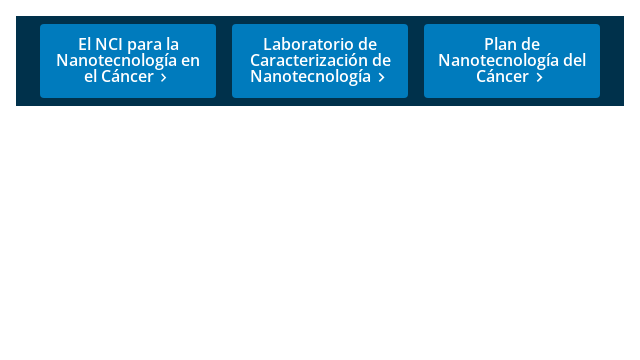 El NCI para la
Nanotecnología en
el Cáncer ›
Laboratorio de
Caracterización de
Nanotecnología ›
Plan de
Nanotecnología del
Cáncer ›